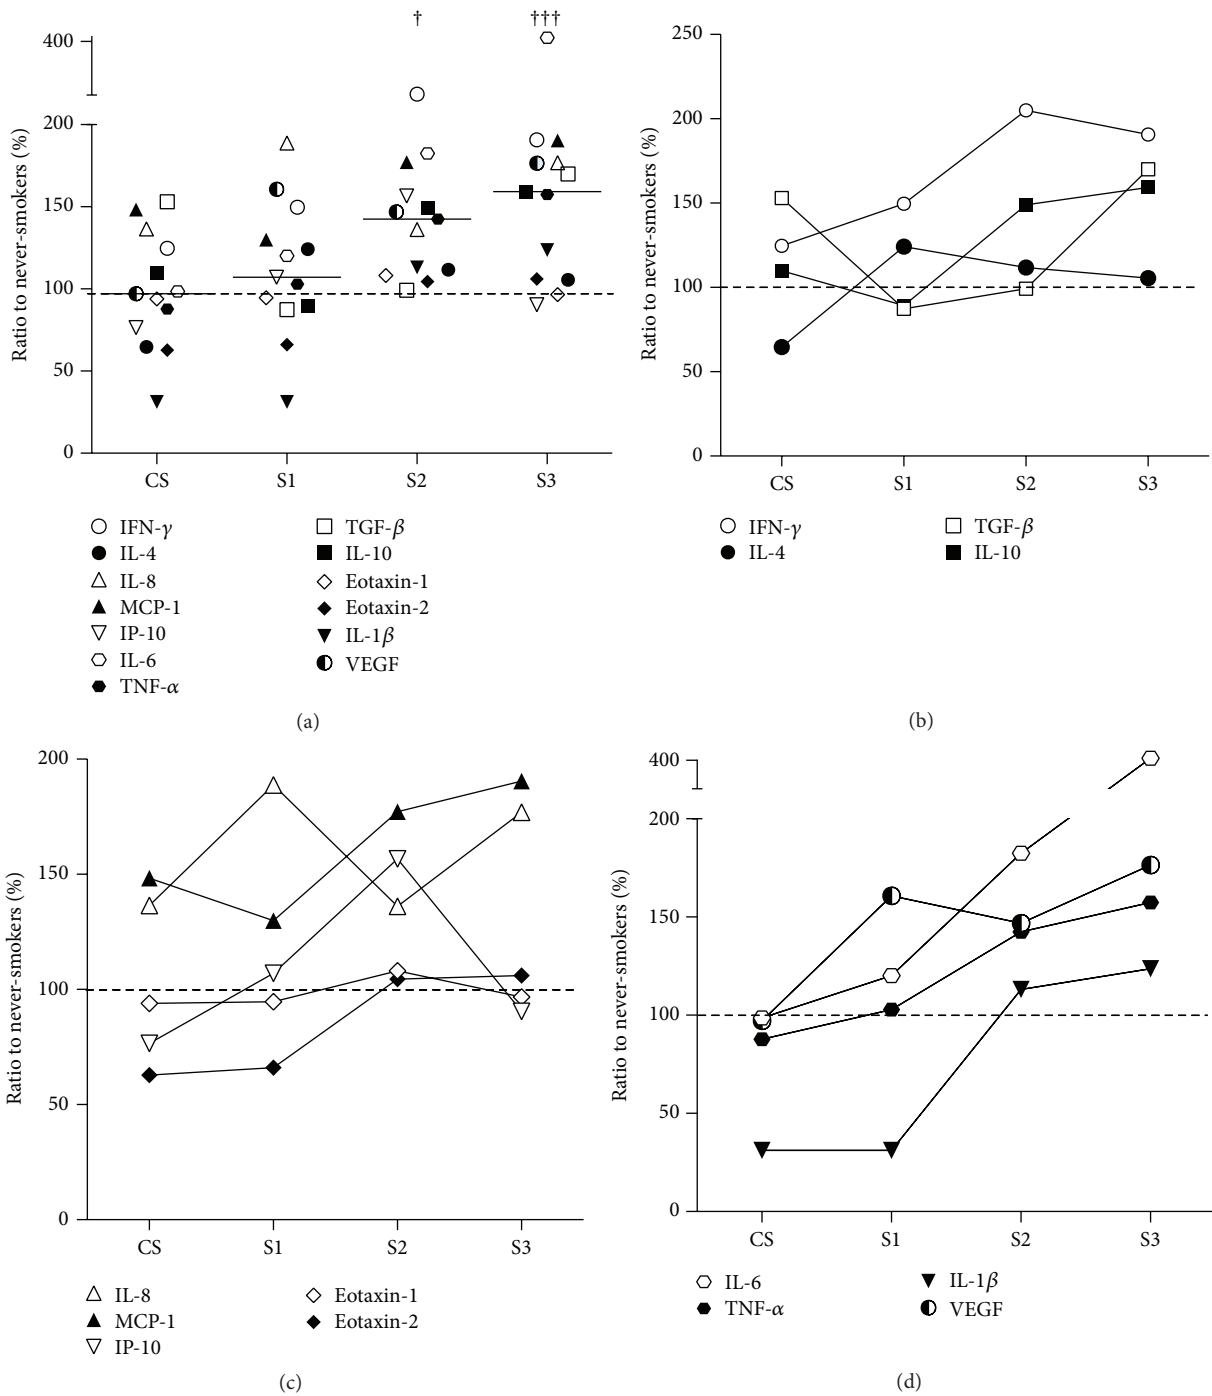 † †††
400
200
150
100
50
0
Ratio to never-smokers (%)
CS S1 S2 S3
IFN-γ TGF-β
IL-4 IL-10
IL-8 Eotaxin-1
MCP-1 Eotaxin-2
IP-10 IL-1β
IL-6 VEGF
TNF-α
(a)
250
200
150
100
50
0
Ratio to never-smokers (%)
CS S1 S2 S3
IFN-γ TGF-β
IL-4 IL-10
(b)
200
150
100
50
0
Ratio to never-smokers (%)
CS S1 S2 S3
IL-8 Eotaxin-1
MCP-1 Eotaxin-2
IP-10
(c)
400
200
150
100
50
0
Ratio to never-smokers (%)
CS S1 S2 S3
IL-6 IL-1β
TNF-α VEGF
(d)